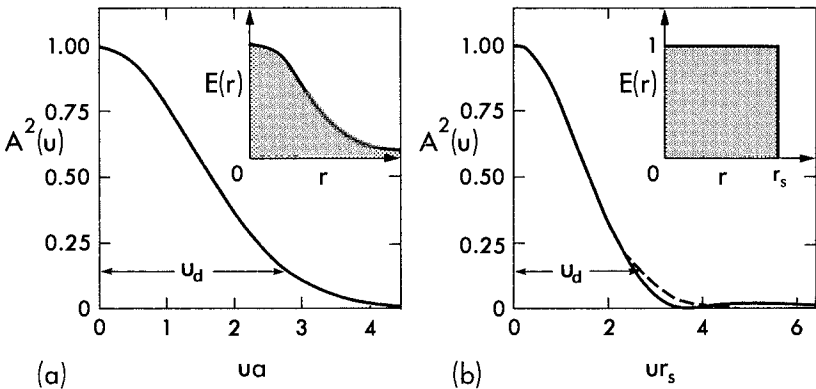 1.00
0.75
A²(u)
0.50
0.25
0
0 1 2 3 4
ua
u_d
E(r)
0
r
(a)
1.00
0.75
A²(u)
0.50
0.25
0
0 2 4 6
ur_s
u_d
1
E(r)
0
r r_s
(b)